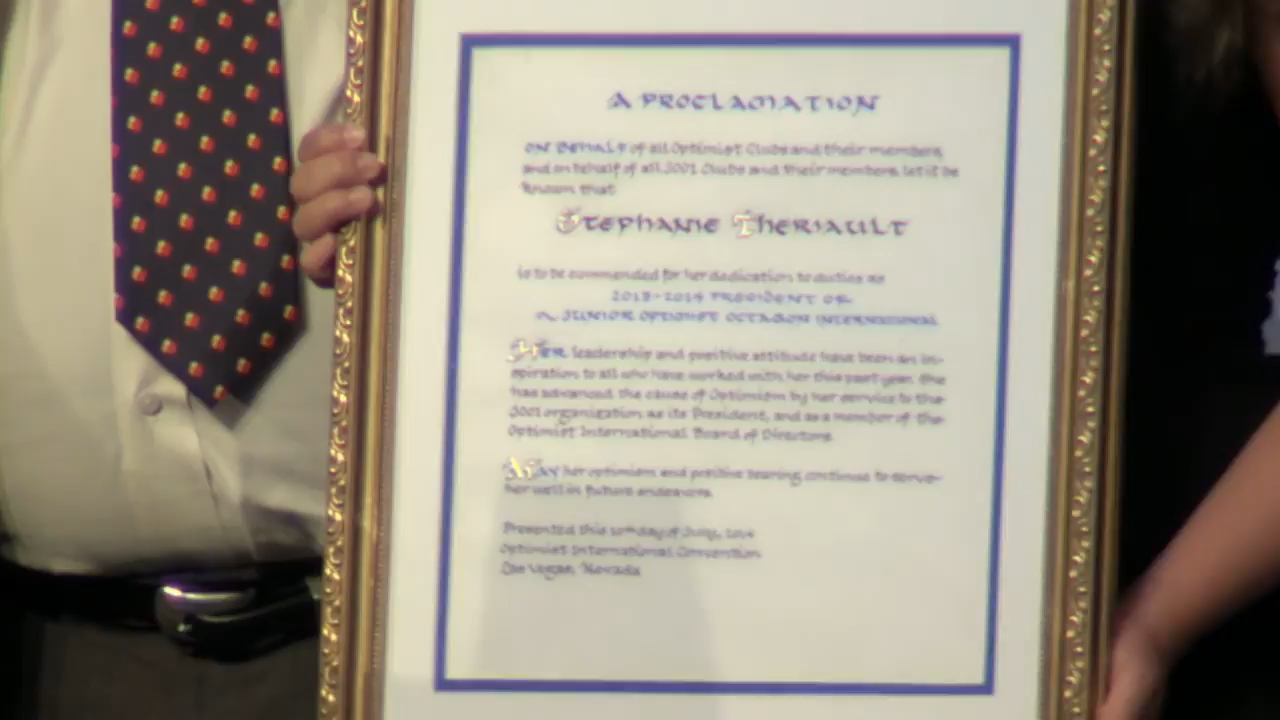 A PROCLAMATION
ON BEHALF of all Optimist Clubs and their members,
and on behalf of all JOOI Clubs and their members, let it be
known that
STEPHANIE THERIAULT
is to be commended for her dedication to duties as
2013-2014 PRESIDENT OF
JUNIOR OPTIMIST OCTAGON INTERNATIONAL
HER leadership and positive attitude have been an in-
spiration to all who have worked with her this past year. She
has advanced the cause of Optimism by her service to the
JOOI organization as its President, and as a member of the
Optimist International Board of Directors.
MAY her optimism and positive bearing continue to serve
her well in future endeavors.
Presented this day of July, 2014
Optimist International Convention
Las Vegas, Nevada